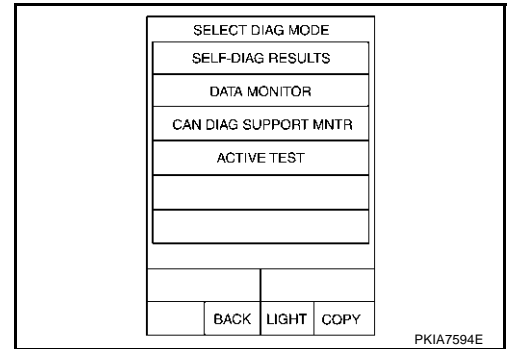 SELECT DIAG MODE
SELF-DIAG RESULTS
DATA MONITOR
CAN DIAG SUPPORT MNTR
ACTIVE TEST
BACK LIGHT COPY
PKIA7594E